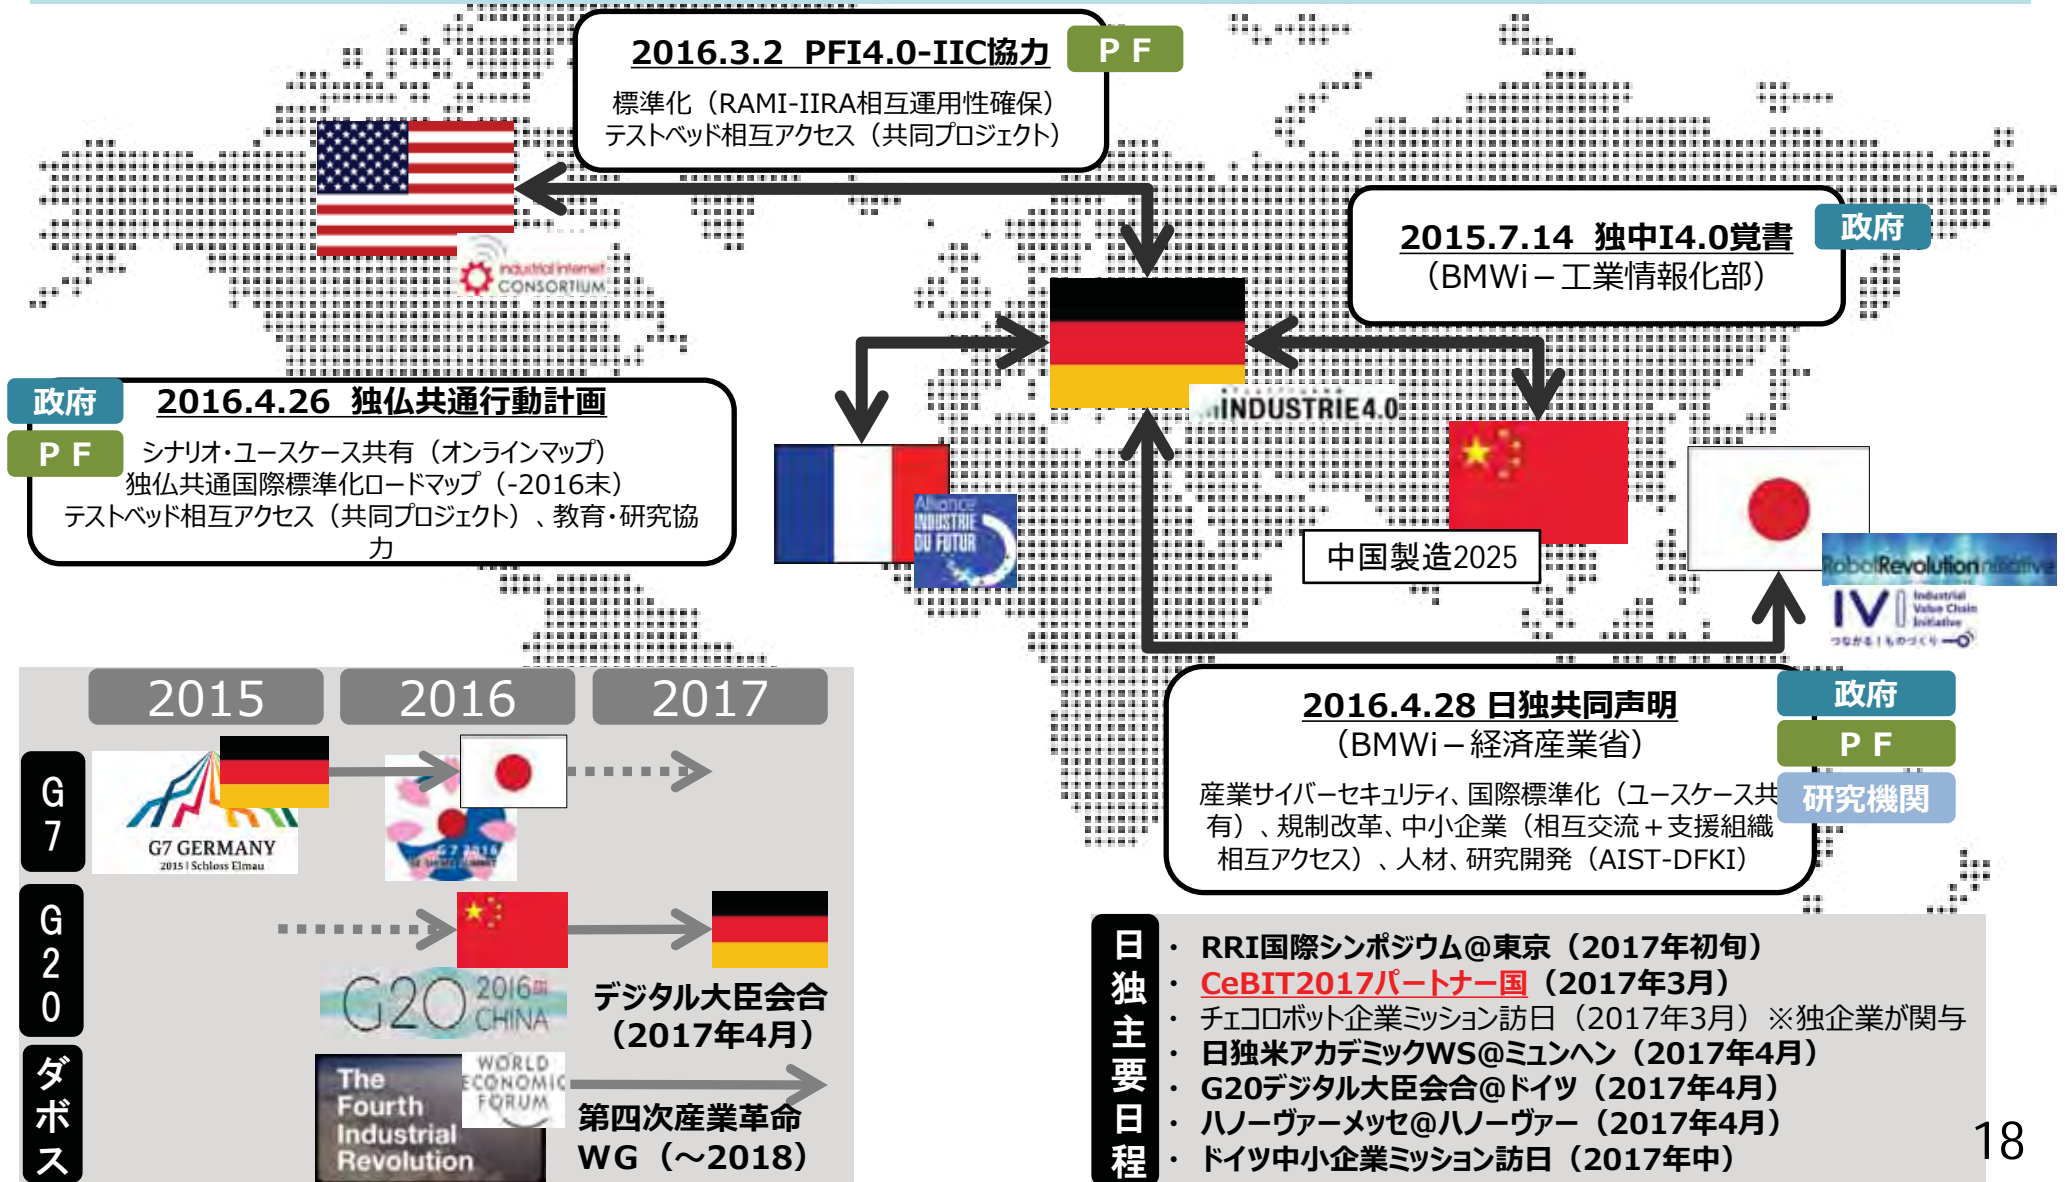 2016.3.2 PFI4.0-IIC協力
ＰＦ
標準化（RAMI-IIRA相互運用性確保）
テストベッド相互アクセス（共同プロジェクト）
industrial internet
CONSORTIUM
2015.7.14 独中I4.0覚書
政府
（BMWi－工業情報化部）
政府
ＰＦ
2016.4.26 独仏共通行動計画
シナリオ・ユースケース共有（オンラインマップ）
独仏共通国際標準化ロードマップ（-2016末）
テストベッド相互アクセス（共同プロジェクト）、教育・研究協
力
INDUSTRIE4.0
Alliance
INDUSTRIE
DU FUTUR
中国製造2025
RobotRevolutionInitiative
IVI
Industrial
Value Chain
Initiative
つながる！ものづくり
2016.4.28 日独共同声明
（BMWi－経済産業省）
政府
ＰＦ
研究機関
産業サイバーセキュリティ、国際標準化（ユースケース共
有）、規制改革、中小企業（相互交流＋支援組織
相互アクセス）、人材、研究開発（AIST-DFKI）
2015
2016
2017
G7
G7 GERMANY
2015 | Schloss Elmau
G7 2016
G20
G20 2016 CHINA
デジタル大臣会合
（2017年4月）
ダボス
The
Fourth
Industrial
Revolution
WORLD
ECONOMIC
FORUM
第四次産業革命
WG（～2018）
日独主要日程
・ RRI国際シンポジウム@東京（2017年初旬）
・ CeBIT2017パートナー国（2017年3月）
・ チェコロボット企業ミッション訪日（2017年3月）※独企業が関与
・ 日独米アカデミックWS@ミュンヘン（2017年4月）
・ G20デジタル大臣会合@ドイツ（2017年4月）
・ ハノーヴァーメッセ@ハノーヴァー（2017年4月）
・ ドイツ中小企業ミッション訪日（2017年中）
18